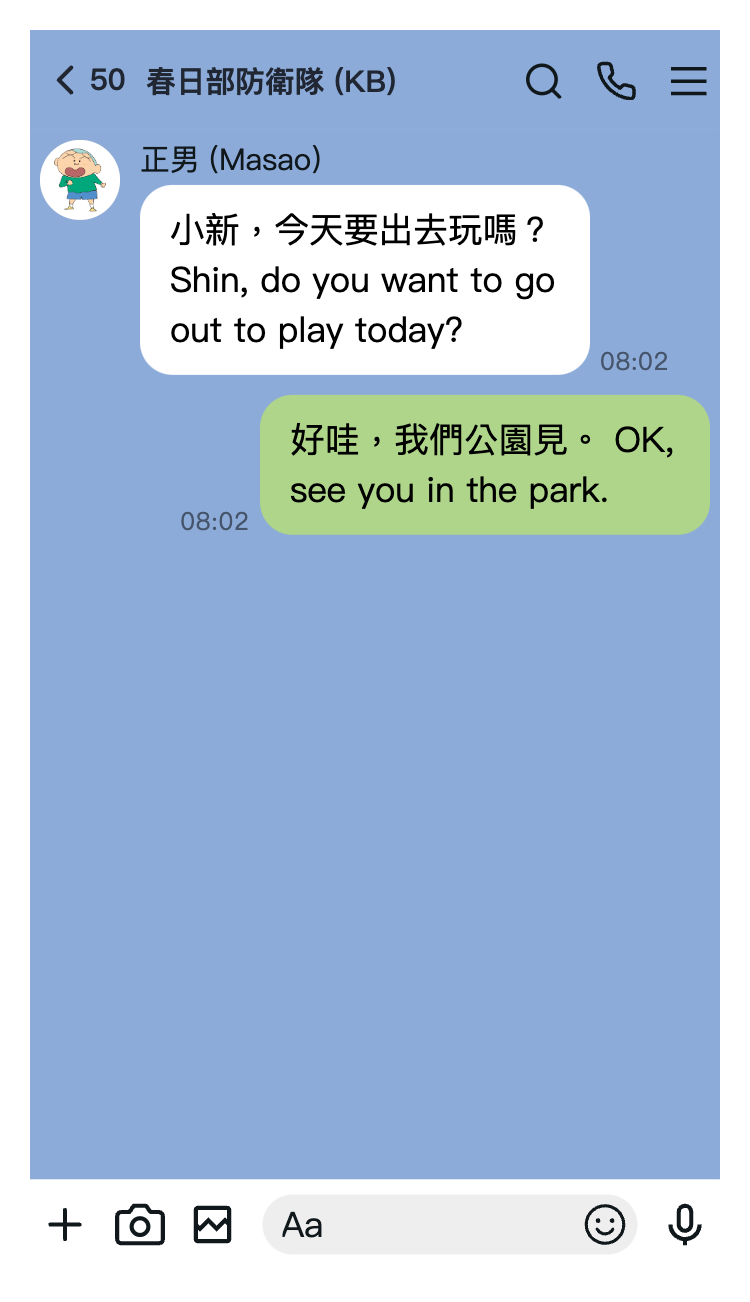 50 春日部防衛隊 (KB)
正男 (Masao)
小新，今天要出去玩嗎？
Shin, do you want to go
out to play today?
08:02
好哇，我們公園見。 OK,
see you in the park.
08:02
Aa